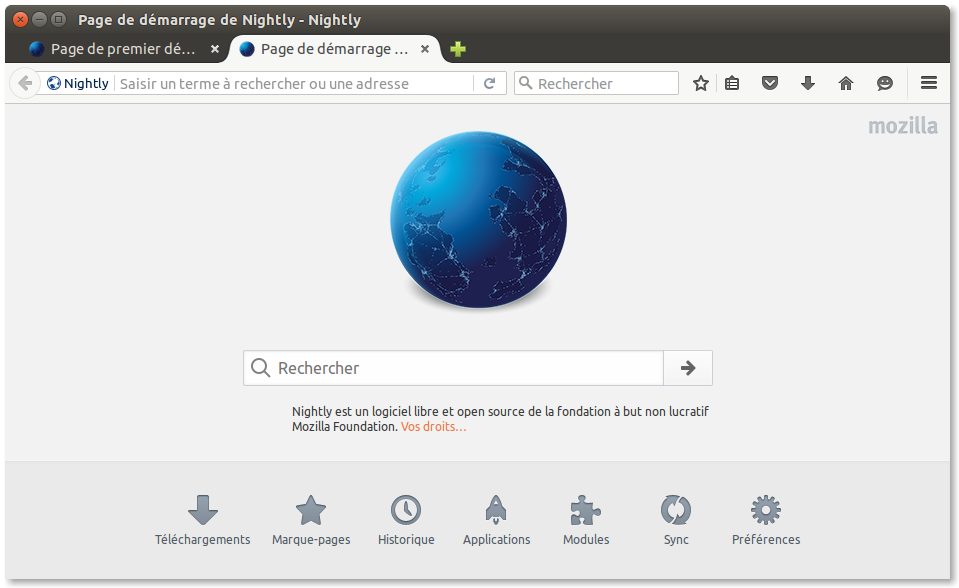 Page de démarrage de Nightly - Nightly
Page de premier dé...
Page de démarrage ...
Nightly
Saisir un terme à rechercher ou une adresse
Rechercher
mozilla
Rechercher
Nightly est un logiciel libre et open source de la fondation à but non lucratif
Mozilla Foundation. Vos droits...
Téléchargements
Marque-pages
Historique
Applications
Modules
Sync
Préférences